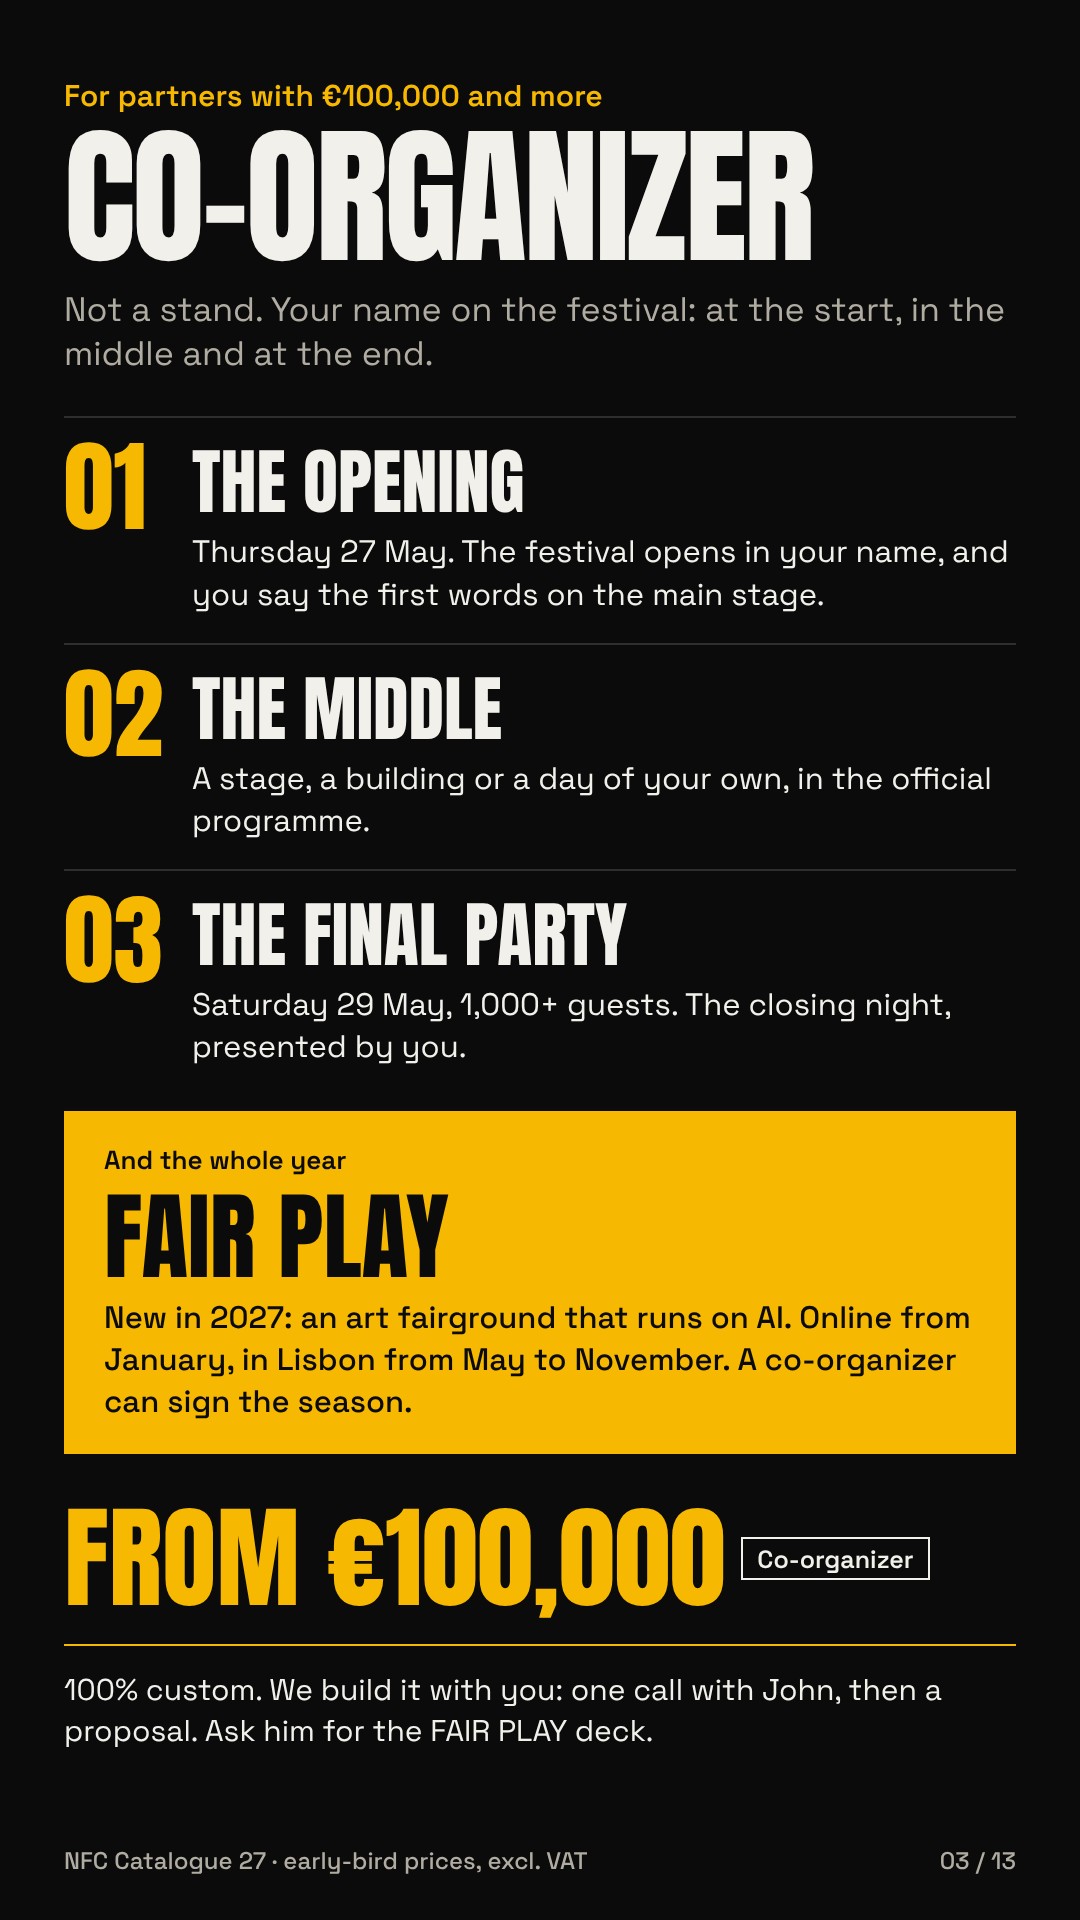 For partners with €100,000 and more
CO-ORGANIZER
Not a stand. Your name on the festival: at the start, in the
middle and at the end.
01
THE OPENING
Thursday 27 May. The festival opens in your name, and
you say the first words on the main stage.
02
THE MIDDLE
A stage, a building or a day of your own, in the official
programme.
03
THE FINAL PARTY
Saturday 29 May, 1,000+ guests. The closing night,
presented by you.
And the whole year
FAIR PLAY
New in 2027: an art fairground that runs on AI. Online from
January, in Lisbon from May to November. A co-organizer
can sign the season.
FROM €100,000 Co-organizer
100% custom. We build it with you: one call with John, then a
proposal. Ask him for the FAIR PLAY deck.
NFC Catalogue 27 · early-bird prices, excl. VAT 03 / 13